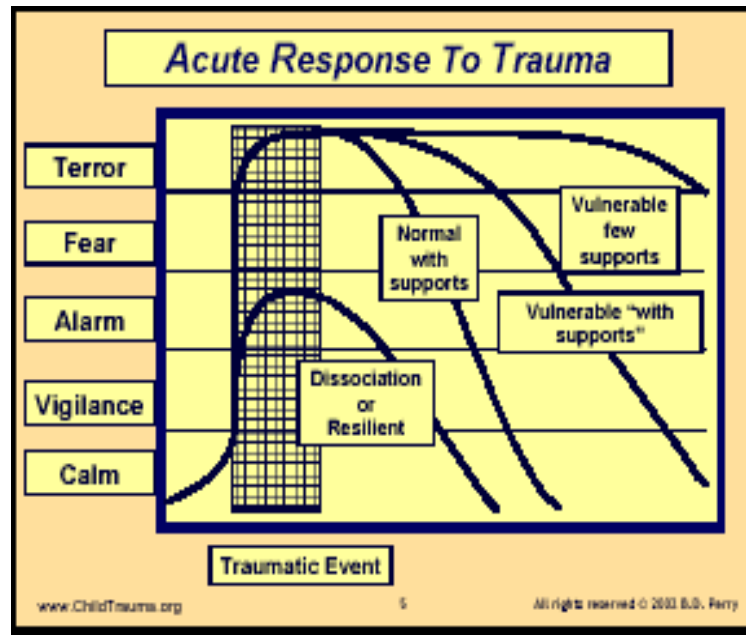 Acute Response To Trauma
Terror
Fear
Alarm
Vigilance
Calm
Normal
with
supports
Vulnerable
few
supports
Vulnerable "with
supports"
Dissociation
or
Resilient
Traumatic Event
www.ChildTrauma.org
5
All rights reserved © 2003 B.D. Perry